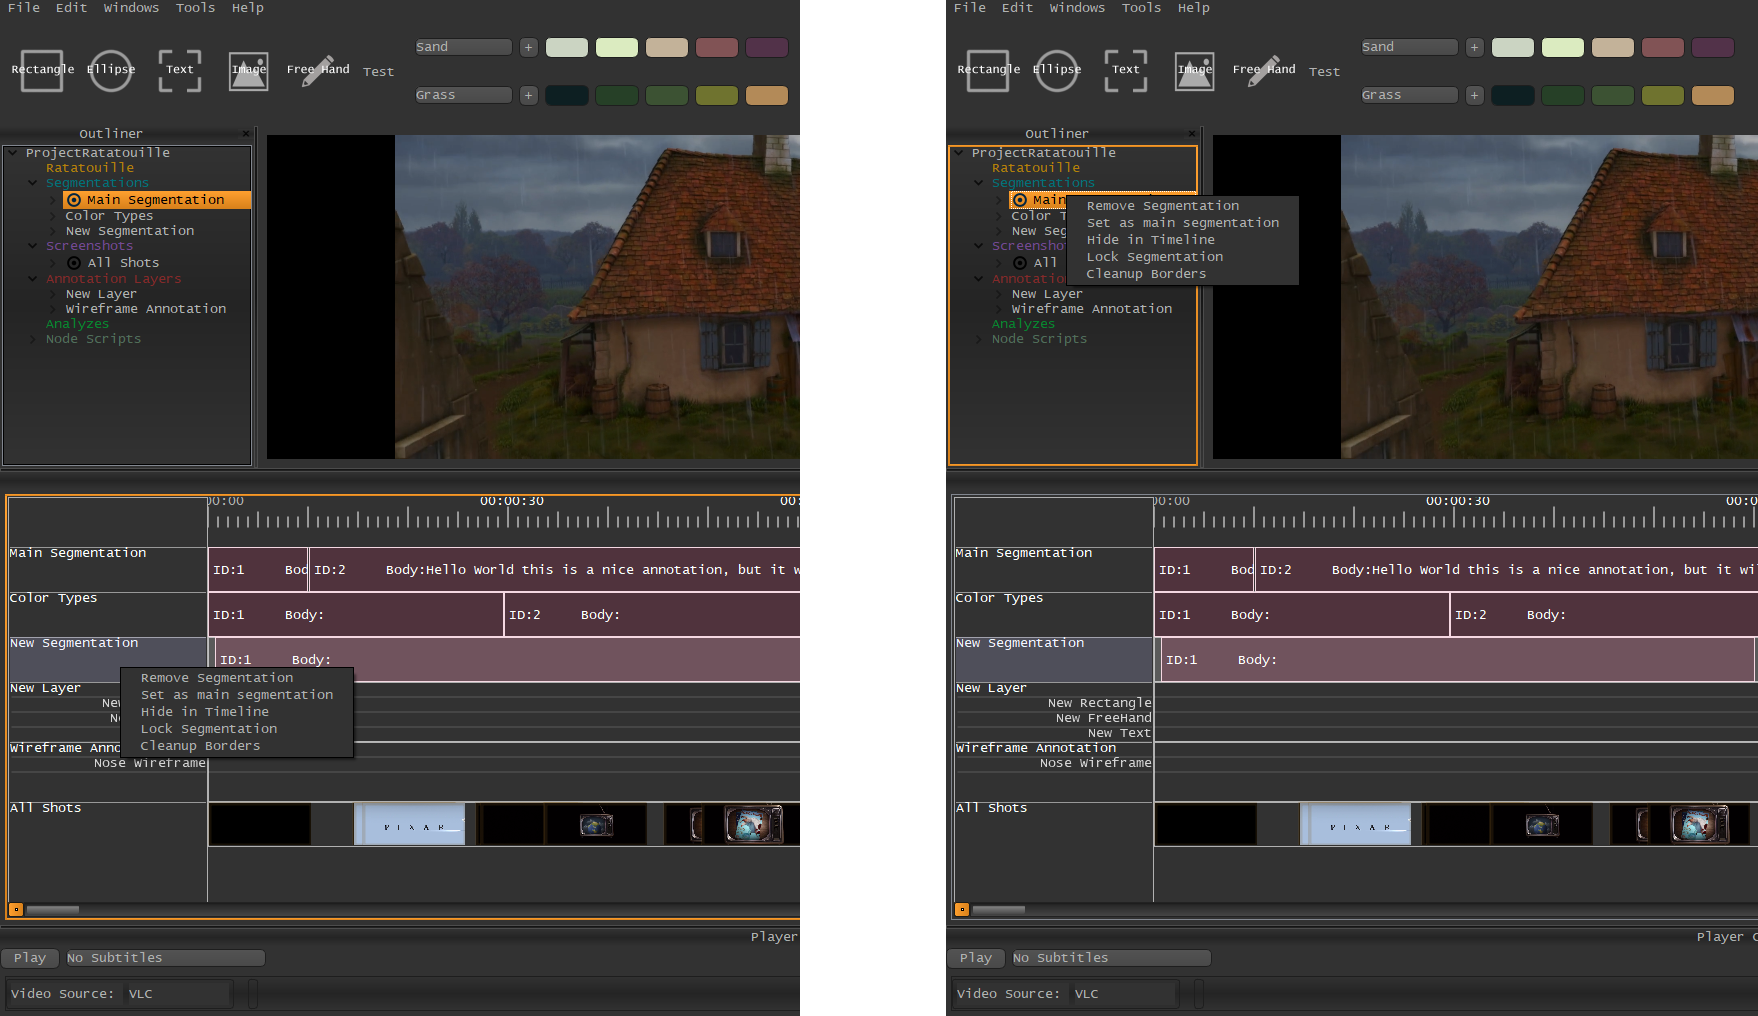 File Edit Windows Tools Help
Sand +
Rectangle Ellipse Text Image Free Hand Test
Grass +
Outliner ×
ProjectRatatouille
Ratatouille
Segmentations
Main Segmentation
Color Types
New Segmentation
Screenshots
All Shots
Annotation Layers
New Layer
Wireframe Annotation
Analyzes
Node Scripts
00:00 00:00:30 00:
Main Segmentation
ID:1 Bod ID:2 Body:Hello World this is a nice annotation, but it w
Color Types
ID:1 Body: ID:2 Body:
New Segmentation
ID:1 Body:
Remove Segmentation
Set as main segmentation
Hide in Timeline
Lock Segmentation
Cleanup Borders
New Layer
Ne
N
Wireframe Anno
Nose Wireframe
All Shots
P I X A R
Player
Play No Subtitles
Video Source: VLC
File Edit Windows Tools Help
Sand +
Rectangle Ellipse Text Image Free Hand Test
Grass +
Outliner ×
ProjectRatatouille
Ratatouille
Segmentations
Main
Color T
New Seg
Screensho
All
Annotatio
Remove Segmentation
Set as main segmentation
Hide in Timeline
Lock Segmentation
Cleanup Borders
New Layer
Wireframe Annotation
Analyzes
Node Scripts
00:00 00:00:30 00:0
Main Segmentation
ID:1 Bod ID:2 Body:Hello World this is a nice annotation, but it wi
Color Types
ID:1 Body: ID:2 Body:
New Segmentation
ID:1 Body:
New Layer
New Rectangle
New FreeHand
New Text
Wireframe Annotation
Nose Wireframe
All Shots
P I X A R
Player C
Play No Subtitles
Video Source: VLC